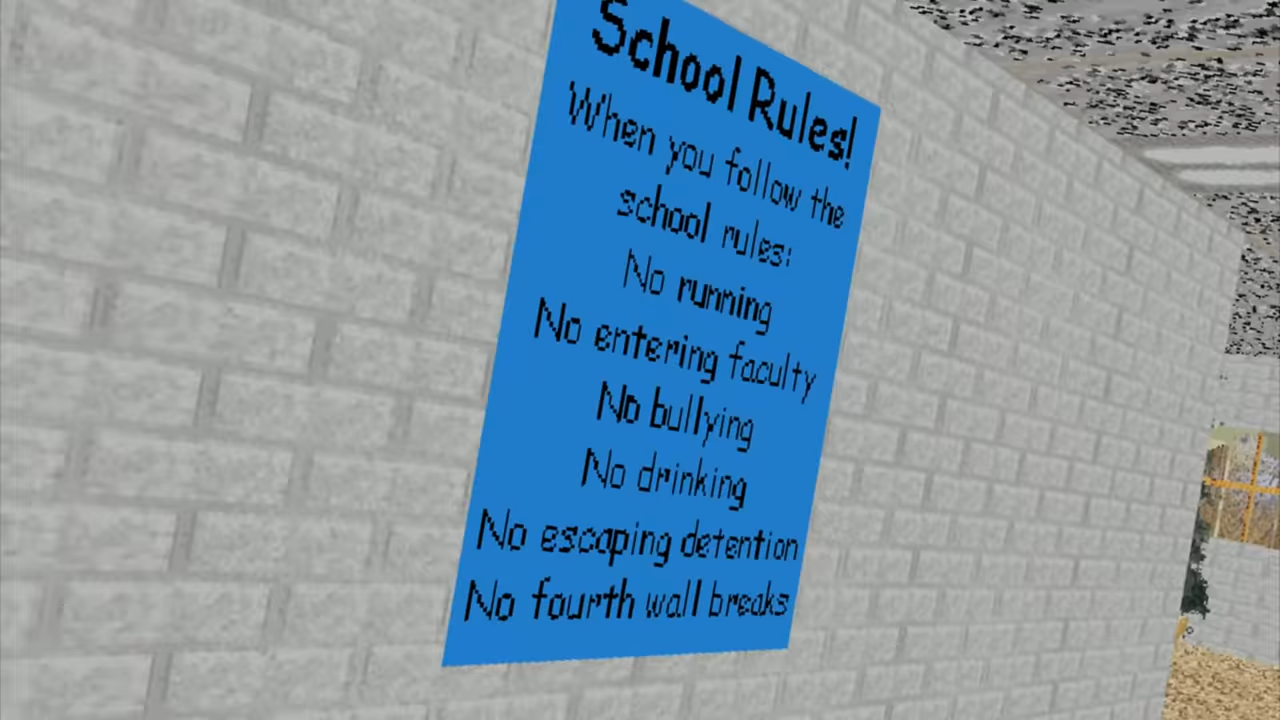 School Rules!
When you follow the
school rules:
No running
No entering faculty
No bullying
No drinking
No escaping detention
No fourth wall breaks